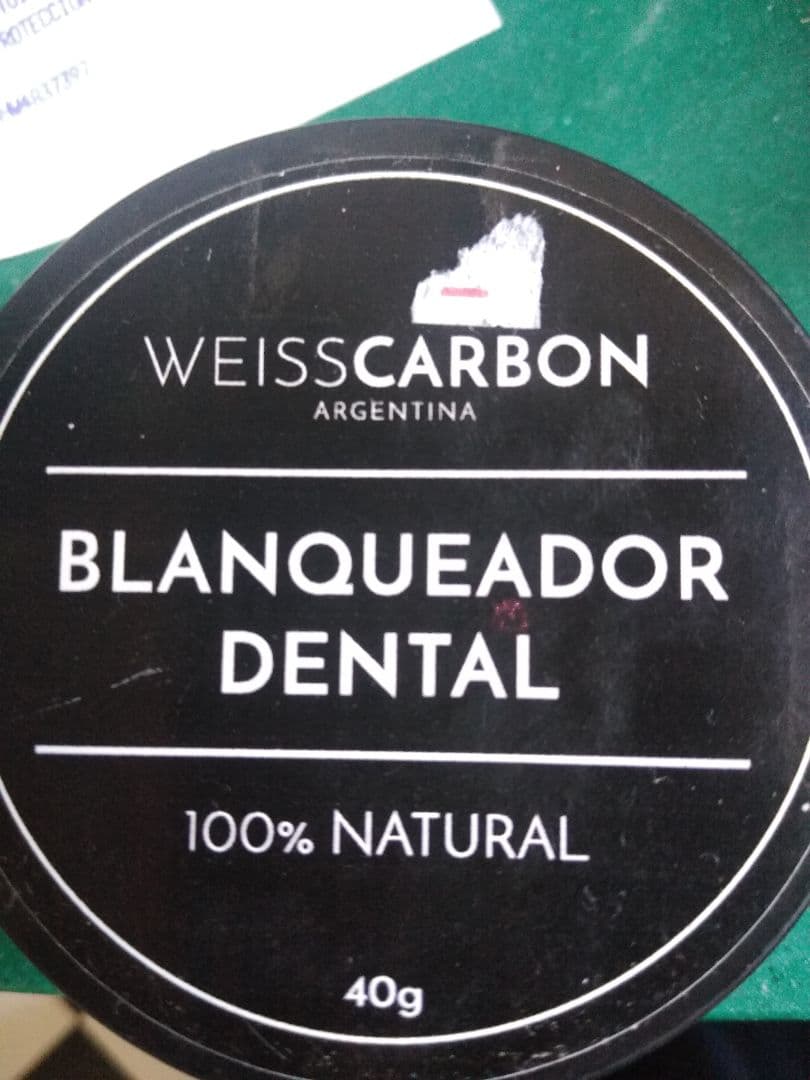 WEISSCARBON
ARGENTINA
BLANQUEADOR
DENTAL
100% NATURAL
40g